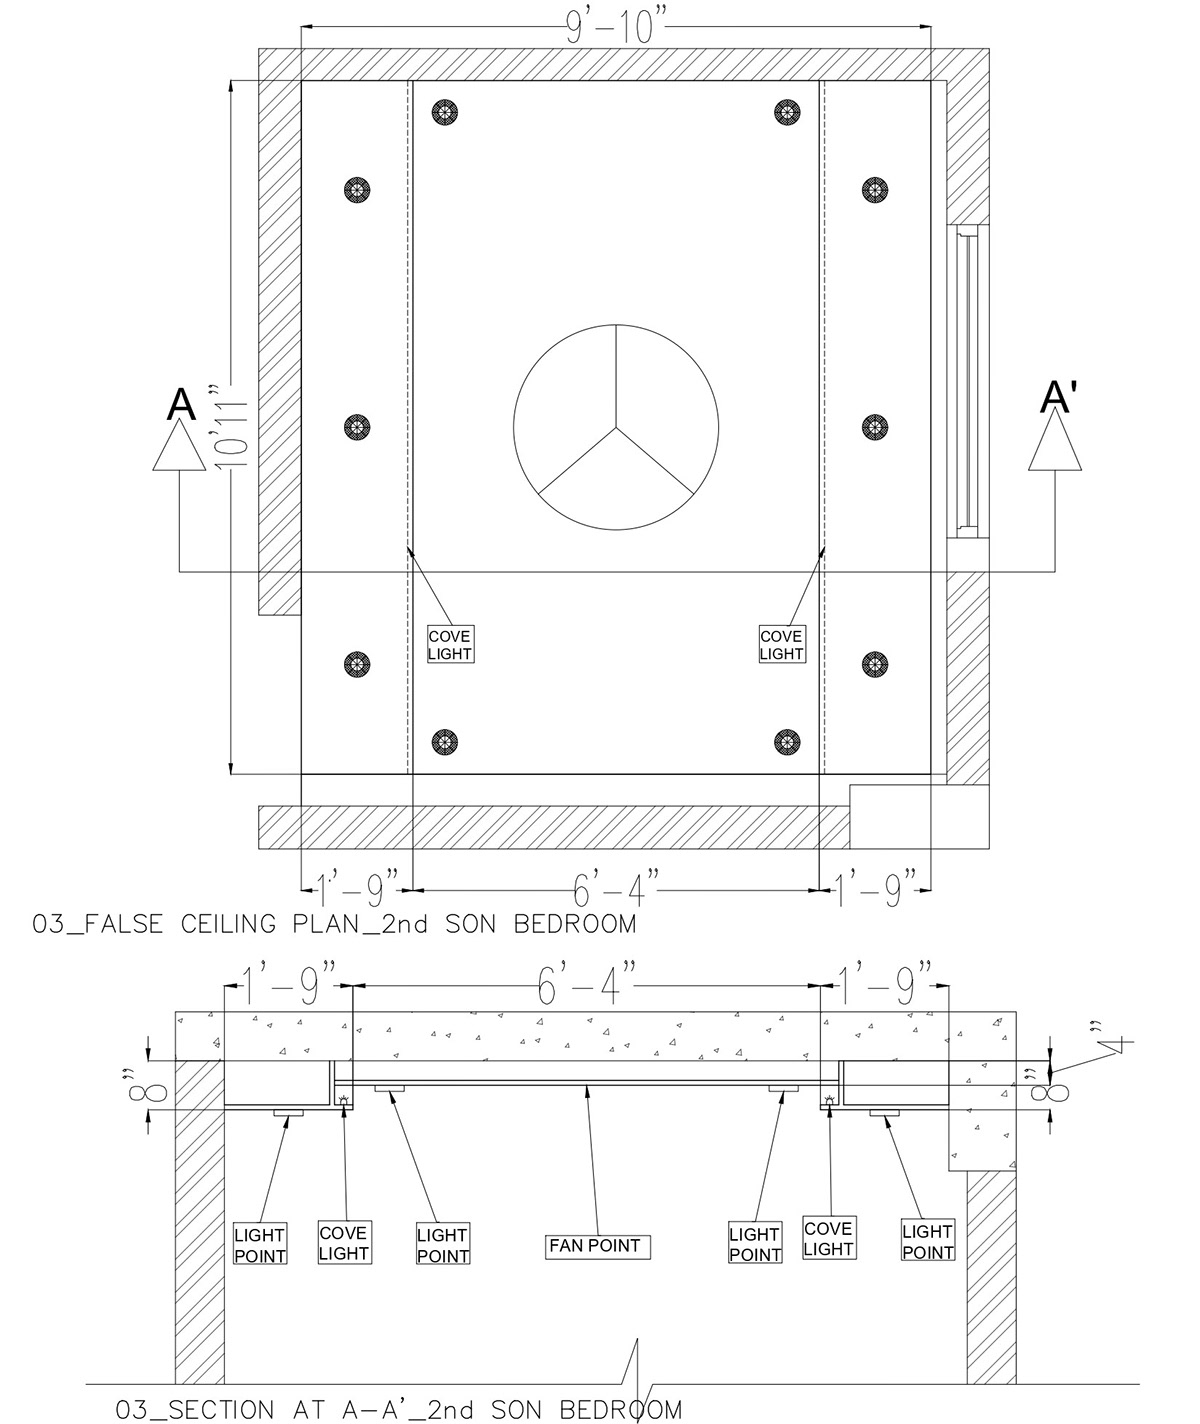 9'-10"
A
10'11"
A'
COVE
LIGHT
COVE
LIGHT
1'-9"
6'-4"
1'-9"
03_FALSE CEILING PLAN_2nd SON BEDROOM
1'-9"
6'-4"
1'-9"
4"
8"
8"
LIGHT
POINT
COVE
LIGHT
LIGHT
POINT
FAN POINT
LIGHT
POINT
COVE
LIGHT
LIGHT
POINT
03_SECTION AT A-A'_2nd SON BEDROOM